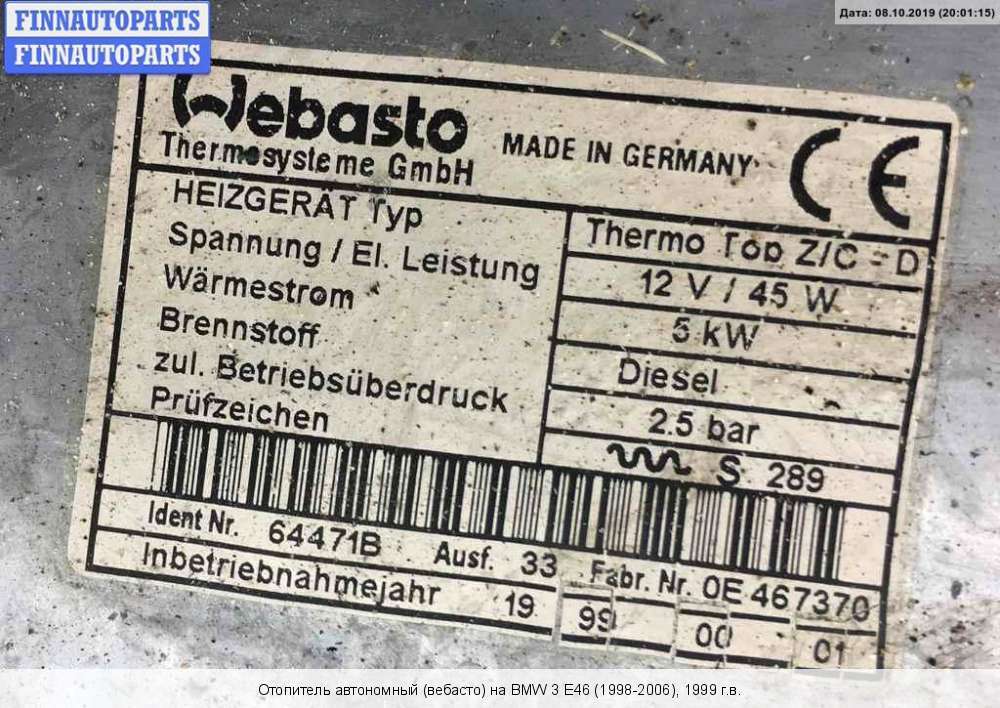 FINNAUTOPARTS
FINNAUTOPARTS
Дата: 08.10.2019 (20:01:15)
Webasto
Thermosysteme GmbH
MADE IN GERMANY
CE
HEIZGERÄT Typ
Thermo Top Z/C - D
Spannung / El. Leistung
12 V / 45 W
Wärmestrom
5 kW
Brennstoff
Diesel
zul. Betriebsüberdruck
2.5 bar
Prüfzeichen
S 289
Ident Nr. 64471B Ausf. 33 Fabr. Nr. 0E 467370
Inbetriebnahmejahr 19 99 00 01
Отопитель автономный (вебасто) на BMW 3 E46 (1998-2006), 1999 г.в.